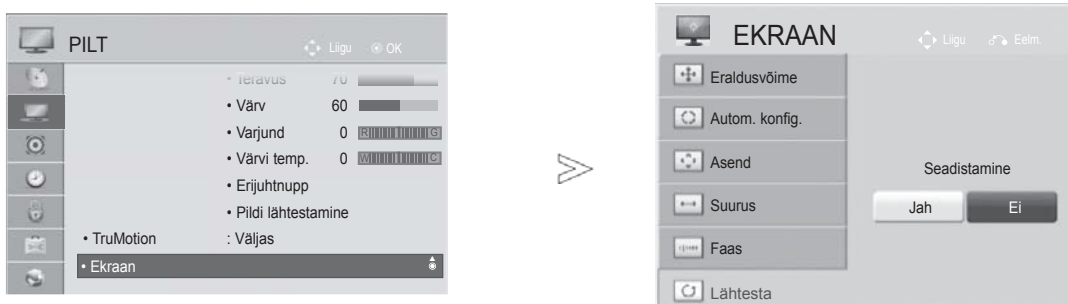 PILT
Liigu OK
• Teravus 70
• Värv 60
• Varjund 0 R G
• Värvi temp. 0 W C
• Erijuhtnupp
• Pildi lähtestamine
• TruMotion : Väljas
• Ekraan
EKRAAN
Liigu Eelm.
Eraldusvõime
Autom. konfig.
Asend
Suurus
Faas
Lähtesta
Seadistamine
Jah Ei